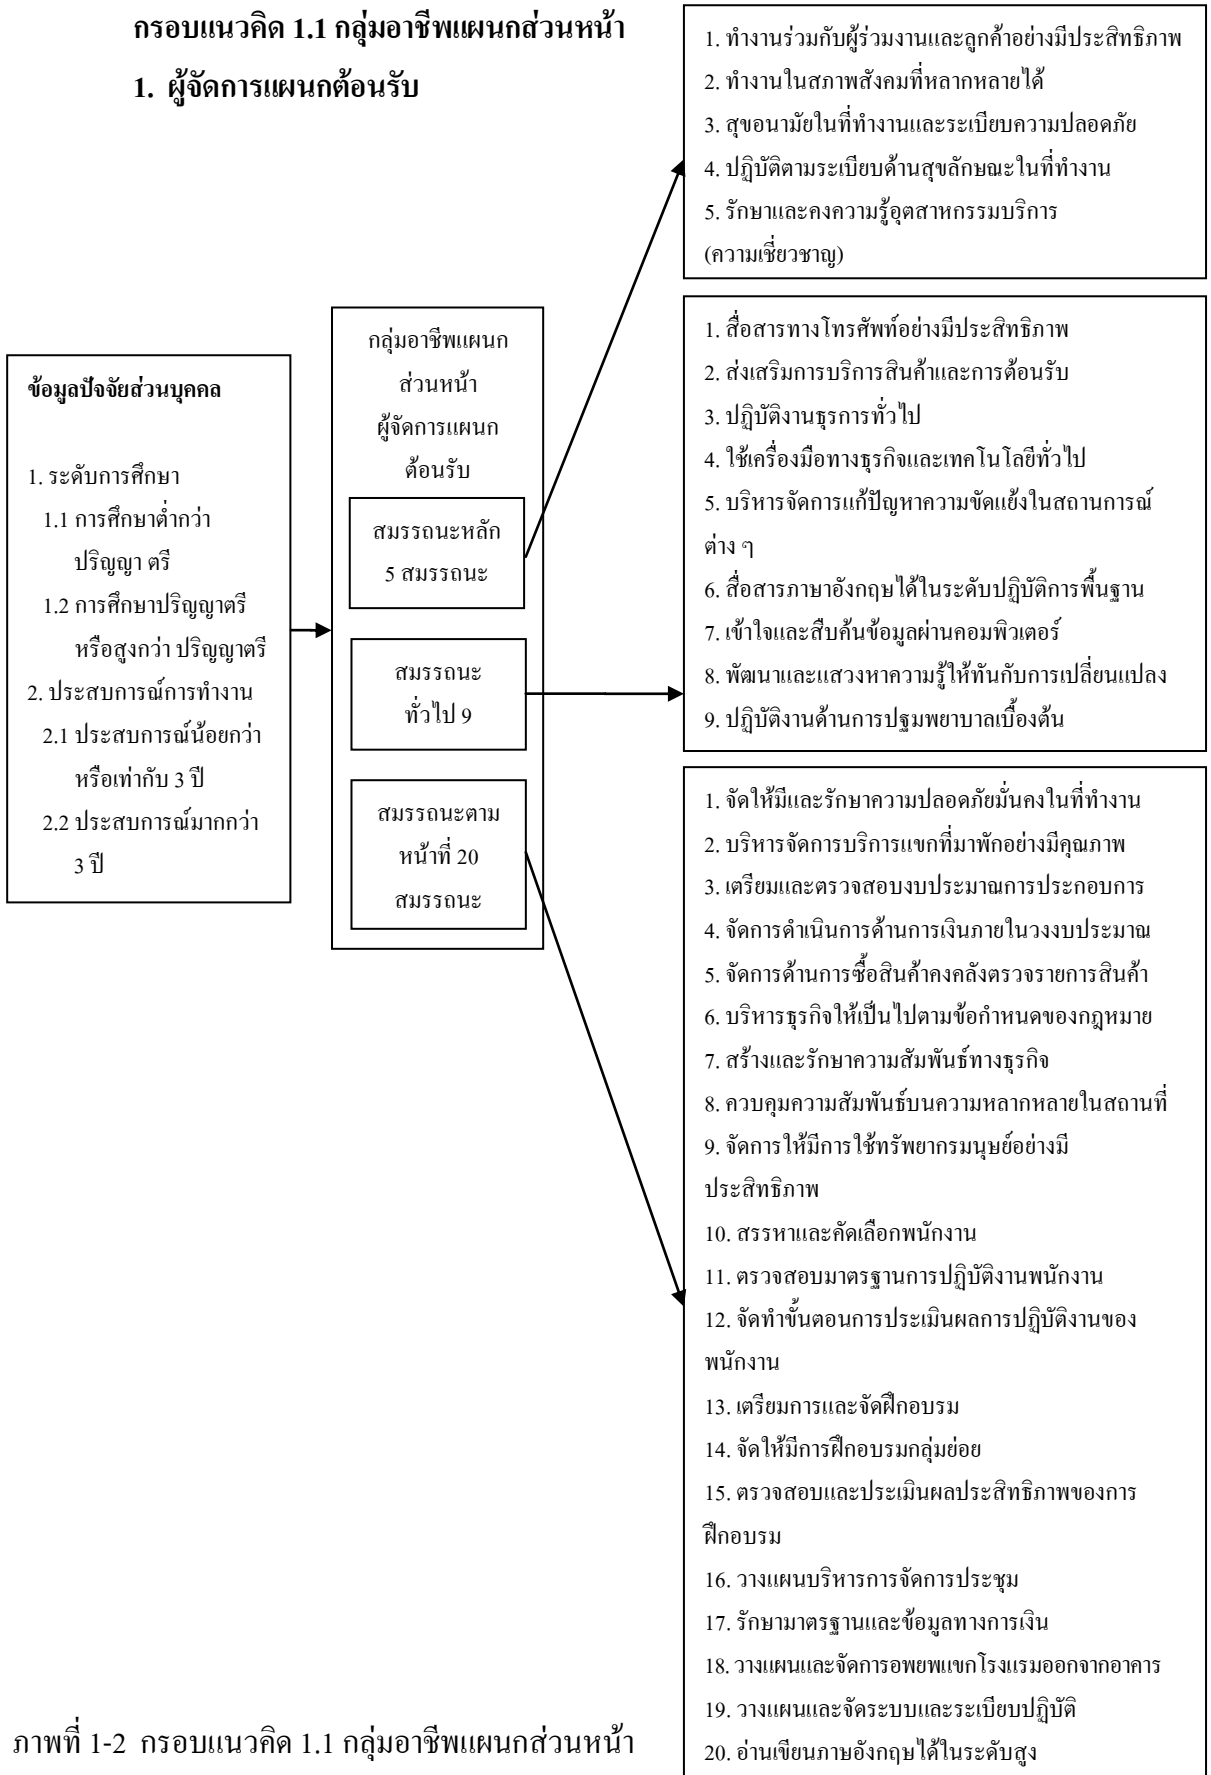 กรอบแนวคิด 1.1 กลุ่มอาชีพแผนกส่วนหน้า
1. ผู้จัดการแผนกต้อนรับ
ข้อมูลปัจจัยส่วนบุคคล
1. ระดับการศึกษา
1.1 การศึกษาต่ำกว่า
ปริญญา ตรี
1.2 การศึกษาปริญญาตรี
หรือสูงกว่า ปริญญาตรี
2. ประสบการณ์การทำงาน
2.1 ประสบการณ์น้อยกว่า
หรือเท่ากับ 3 ปี
2.2 ประสบการณ์มากกว่า
3 ปี
กลุ่มอาชีพแผนก
ส่วนหน้า
ผู้จัดการแผนก
ต้อนรับ
สมรรถนะหลัก
5 สมรรถนะ
สมรรถนะ
ทั่วไป 9
สมรรถนะตาม
หน้าที่ 20
สมรรถนะ
1. ทำงานร่วมกับผู้ร่วมงานและลูกค้าอย่างมีประสิทธิภาพ
2. ทำงานในสภาพสังคมที่หลากหลายได้
3. สุขอนามัยในที่ทำงานและระเบียบความปลอดภัย
4. ปฏิบัติตามระเบียบด้านสุขลักษณะในที่ทำงาน
5. รักษาและคงความรู้อุตสาหกรรมบริการ
(ความเชี่ยวชาญ)
1. สื่อสารทางโทรศัพท์อย่างมีประสิทธิภาพ
2. ส่งเสริมการบริการสินค้าและการต้อนรับ
3. ปฏิบัติงานธุรการทั่วไป
4. ใช้เครื่องมือทางธุรกิจและเทคโนโลยีทั่วไป
5. บริหารจัดการแก้ปัญหาความขัดแย้งในสถานการณ์
ต่าง ๆ
6. สื่อสารภาษาอังกฤษได้ในระดับปฏิบัติการพื้นฐาน
7. เข้าใจและสืบค้นข้อมูลผ่านคอมพิวเตอร์
8. พัฒนาและแสวงหาความรู้ให้ทันกับการเปลี่ยนแปลง
9. ปฏิบัติงานด้านการปฐมพยาบาลเบื้องต้น
1. จัดให้มีและรักษาความปลอดภัยมั่นคงในที่ทำงาน
2. บริหารจัดการบริการแขกที่มาพักอย่างมีคุณภาพ
3. เตรียมและตรวจสอบงบประมาณการประกอบการ
4. จัดการดำเนินการด้านการเงินภายในวงงบประมาณ
5. จัดการด้านการซื้อสินค้าคงคลังตรวจรายการสินค้า
6. บริหารธุรกิจให้เป็นไปตามข้อกำหนดของกฎหมาย
7. สร้างและรักษาความสัมพันธ์ทางธุรกิจ
8. ควบคุมความสัมพันธ์บนความหลากหลายในสถานที่
9. จัดการให้มีการใช้ทรัพยากรมนุษย์อย่างมี
ประสิทธิภาพ
10. สรรหาและคัดเลือกพนักงาน
11. ตรวจสอบมาตรฐานการปฏิบัติงานพนักงาน
12. จัดทำขั้นตอนการประเมินผลการปฏิบัติงานของ
พนักงาน
13. เตรียมการและจัดฝึกอบรม
14. จัดให้มีการฝึกอบรมกลุ่มย่อย
15. ตรวจสอบและประเมินผลประสิทธิภาพของการ
ฝึกอบรม
16. วางแผนบริหารการจัดการประชุม
17. รักษามาตรฐานและข้อมูลทางการเงิน
18. วางแผนและจัดการอพยพแขกโรงแรมออกจากอาคาร
19. วางแผนและจัดระบบและระเบียบปฏิบัติ
20. อ่านเขียนภาษอังกฤษได้ในระดับสูง
ภาพที่ 1-2 กรอบแนวคิด 1.1 กลุ่มอาชีพแผนกส่วนหน้า